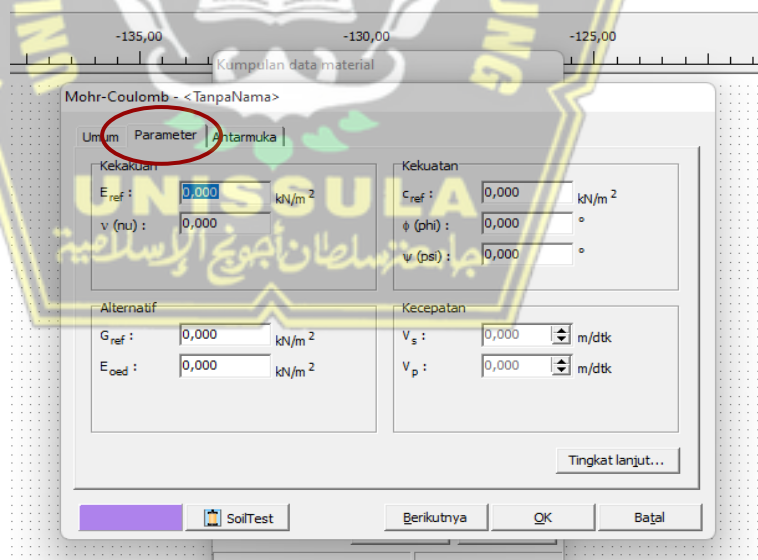 -135,00 -130,00 -125,00
Kumpulan data material
Mohr-Coulomb - <TanpaNama>
Umum Parameter Antarmuka
Kekakuan
E ref : 0,000 kN/m 2
ν (nu) : 0,000
Kekuatan
c ref : 0,000 kN/m 2
ϕ (phi) : 0,000 °
ψ (psi) : 0,000 °
UNISSULA
جامعتسلطان أجونج الإسلامية
Alternatif
G ref : 0,000 kN/m 2
E oed : 0,000 kN/m 2
Kecepatan
V s : 0,000 m/dtk
V p : 0,000 m/dtk
Tingkat lanjut...
SoilTest Berikutnya OK Batal